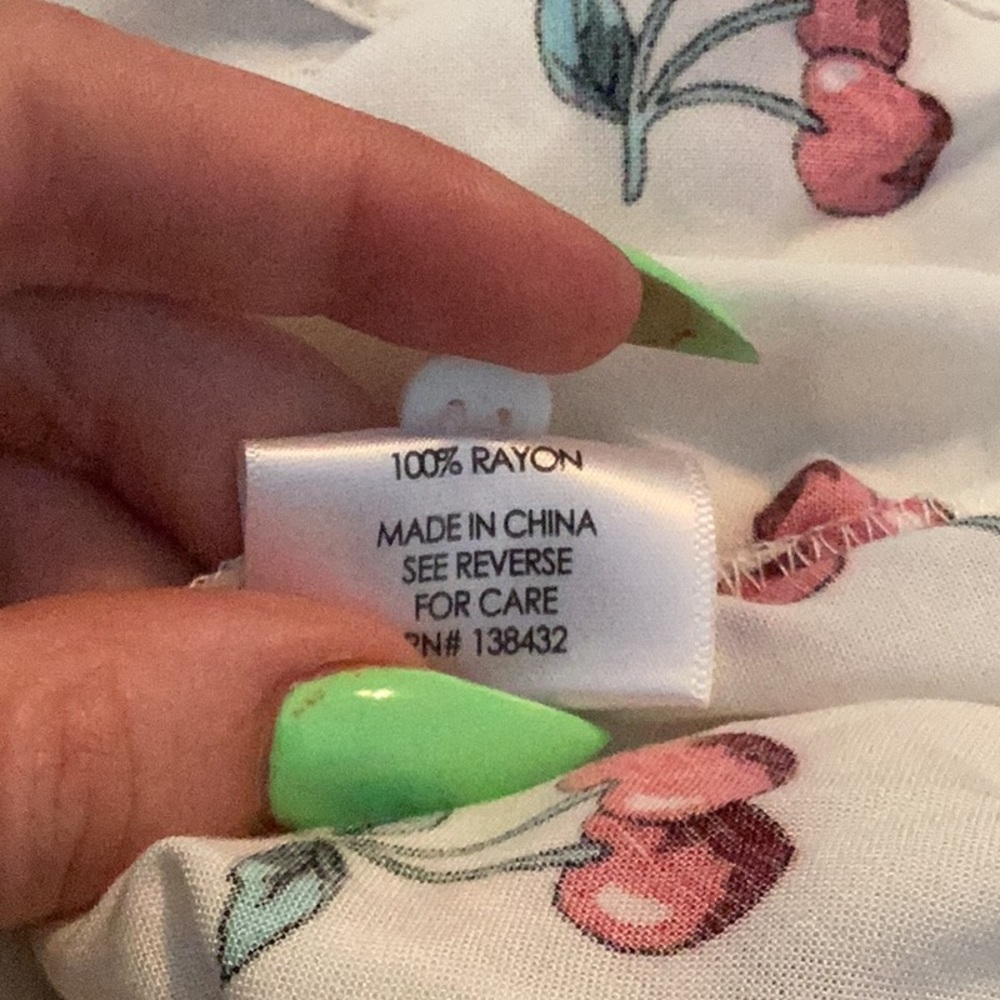 100% RAYON
MADE IN CHINA
SEE REVERSE
FOR CARE
RN# 138432